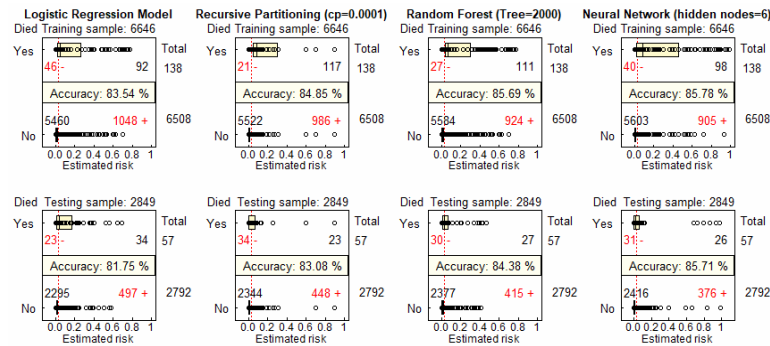 Logistic Regression Model
Died Training sample: 6646
Yes
Total
46 -
92
138
Accuracy: 83.54 %
5460
1048 +
6508
No
0.0 0.2 0.4 0.6 0.8 1
Estimated risk
Recursive Partitioning (cp=0.0001)
Died Training sample: 6646
Yes
Total
21 -
117
138
Accuracy: 84.85 %
5522
986 +
6508
No
0.0 0.2 0.4 0.6 0.8 1
Estimated risk
Random Forest (Tree=2000)
Died Training sample: 6646
Yes
Total
27 -
111
138
Accuracy: 85.69 %
5584
924 +
6508
No
0.0 0.2 0.4 0.6 0.8 1
Estimated risk
Neural Network (hidden nodes=6)
Died Training sample: 6646
Yes
Total
40 -
98
138
Accuracy: 85.78 %
5603
905 +
6508
No
0.0 0.2 0.4 0.6 0.8 1
Estimated risk
Died Testing sample: 2849
Yes
Total
23 -
34
57
Accuracy: 81.75 %
2295
497 +
2792
No
0.0 0.2 0.4 0.6 0.8 1
Estimated risk
Died Testing sample: 2849
Yes
Total
34 -
23
57
Accuracy: 83.08 %
2344
448 +
2792
No
0.0 0.2 0.4 0.6 0.8 1
Estimated risk
Died Testing sample: 2849
Yes
Total
30 -
27
57
Accuracy: 84.38 %
2377
415 +
2792
No
0.0 0.2 0.4 0.6 0.8 1
Estimated risk
Died Testing sample: 2849
Yes
Total
31 -
26
57
Accuracy: 85.71 %
2416
376 +
2792
No
0.0 0.2 0.4 0.6 0.8 1
Estimated risk